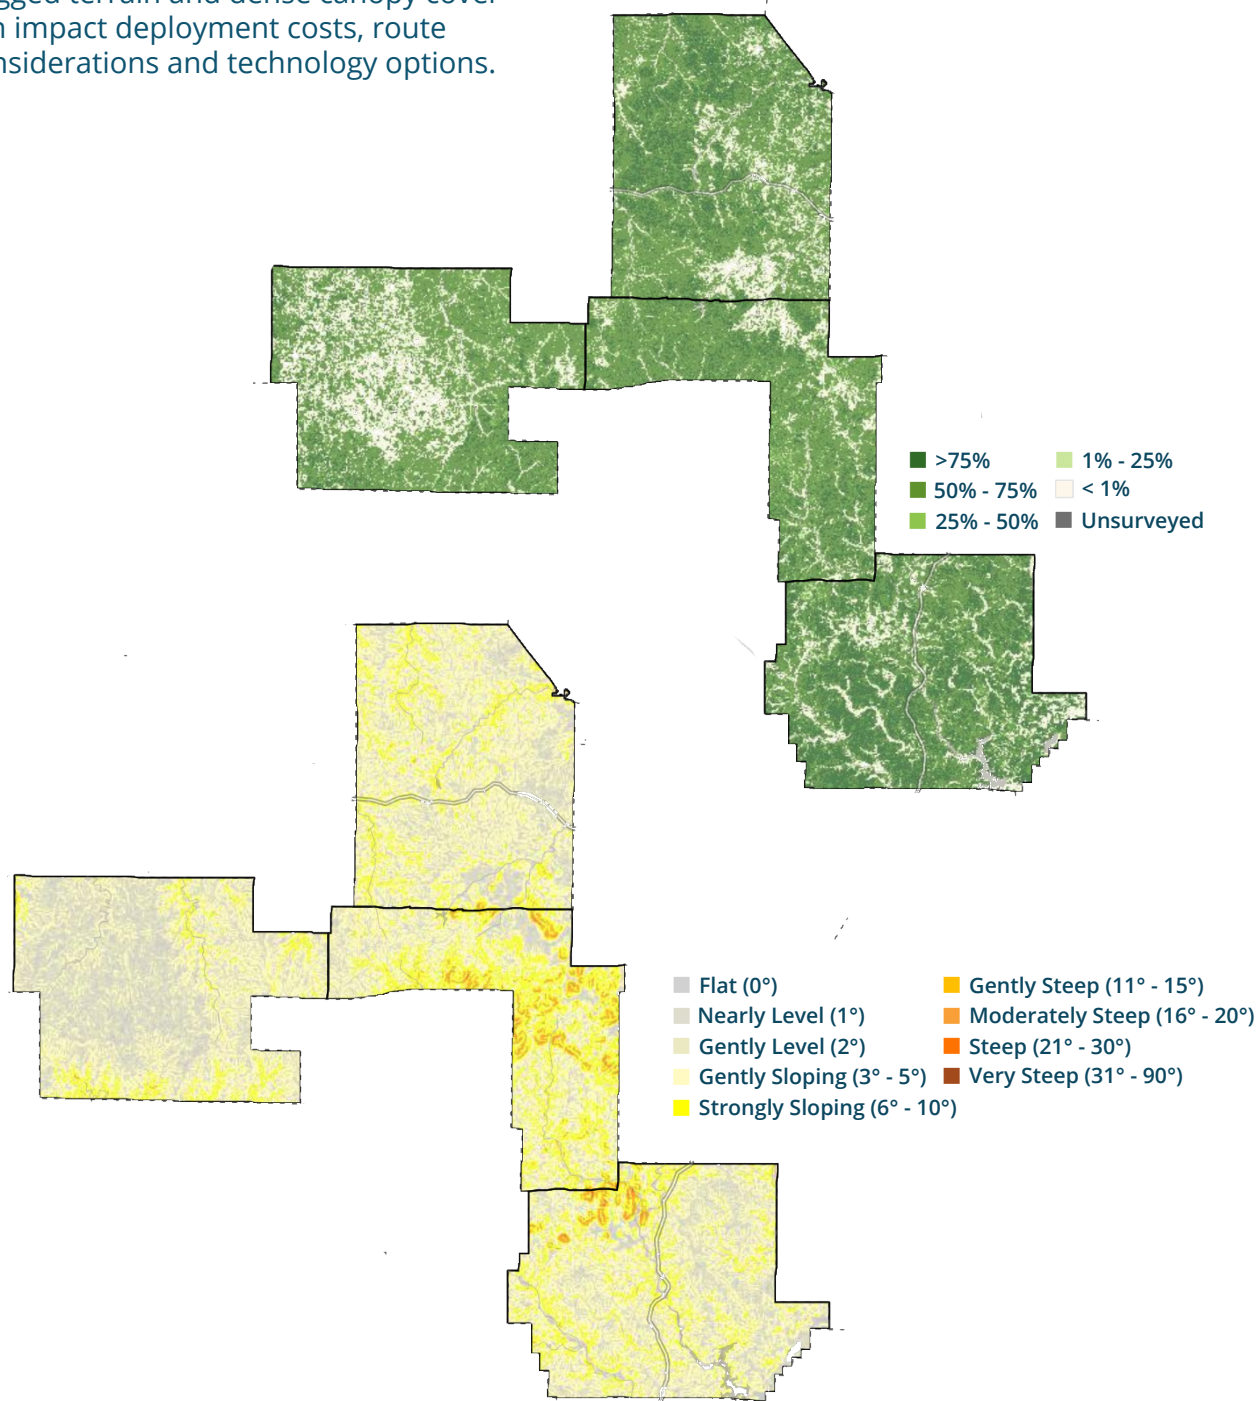 impact deployment costs, route
considerations and technology options.
>75%
50% - 75%
25% - 50%
1% - 25%
< 1%
Unsurveyed
Flat (0°)
Nearly Level (1°)
Gently Level (2°)
Gently Sloping (3° - 5°)
Strongly Sloping (6° - 10°)
Gently Steep (11° - 15°)
Moderately Steep (16° - 20°)
Steep (21° - 30°)
Very Steep (31° - 90°)